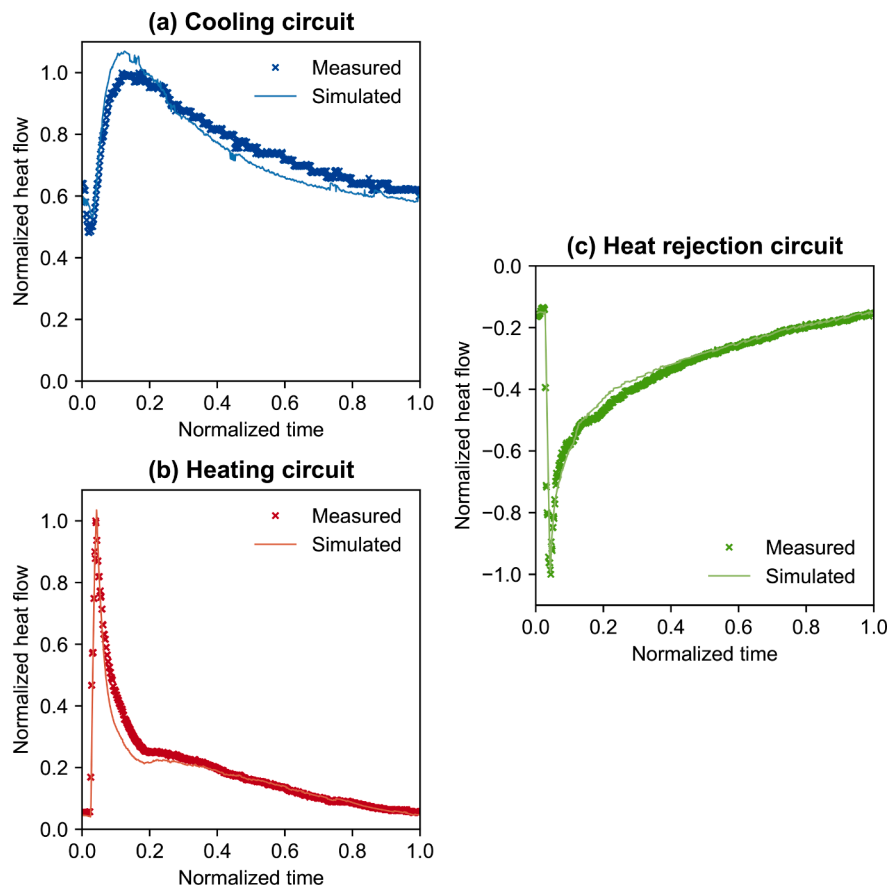 (a) Cooling circuit
Normalized heat flow
1.0
0.8
0.6
0.4
0.2
0.0
Measured
Simulated
0.0 0.2 0.4 0.6 0.8 1.0
Normalized time
(b) Heating circuit
Normalized heat flow
1.0
0.8
0.6
0.4
0.2
0.0
Measured
Simulated
0.0 0.2 0.4 0.6 0.8 1.0
Normalized time
(c) Heat rejection circuit
Normalized heat flow
0.0
−0.2
−0.4
−0.6
−0.8
−1.0
Measured
Simulated
0.0 0.2 0.4 0.6 0.8 1.0
Normalized time